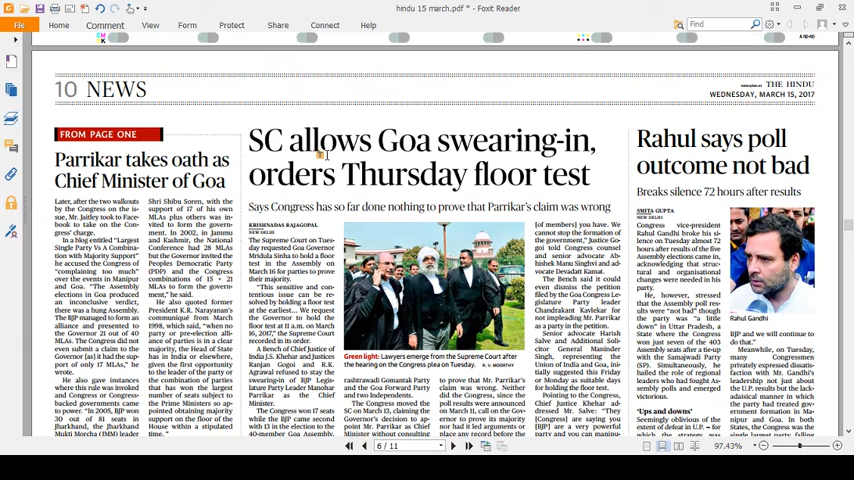 hindu 15 march.pdf * - Foxit Reader
File
Home
Comment
View
Form
Protect
Share
Connect
Help
Find
10 NEWS
THE HINDU
WEDNESDAY, MARCH 15, 2017
FROM PAGE ONE
Parrikar takes oath as
Chief Minister of Goa
Later, after the walkouts
by the Congress on the is-
sue, Mr. Jaitley took to Face-
book to take on the Con-
gress' charge.
In a blog entitled "Largest
Single Party Vs A Combina-
tion with Majority Support"
he accused the Congress of
"complaining too much"
over the events in Manipur
and Goa. "The Assembly
elections in Goa produced
an inconclusive verdict,
there was a hung Assembly.
The BJP managed to form an
alliance and presented to
the Governor 21 out of 40
MLAs. The Congress did not
even submit a claim to the
Governor [as] it had the sup-
port of only 17 MLAs," he
wrote.
He also gave instances
where this rule was invoked
and Congress or Congress-
backed governments came
to power. "In 2005, BJP won
30 out of 81 seats in
Jharkhand, the Jharkhand
Mukti Morcha (JMM) leader
Shri Shibu Soren, with the
support of 17 of his own
MLAs plus others was in-
vited to form the govern-
ment. In 2002, in Jammu
and Kashmir, the National
Conference had 28 MLAs
but the Governor invited the
Peoples Democratic Party
(PDP) and the Congress
combinations of 15 + 21
MLAs to form the govern-
ment," he said.
He also quoted former
President K.R. Narayanan's
communiqué from March
1998, which said, "when no
party or pre-election alli-
ance of parties is in a clear
majority, the Head of State
has in India or elsewhere,
given the first opportunity
to the leader of the party or
the combination of parties
that has won the largest
number of seats subject to
the Prime Ministers so ap-
pointed obtaining majority
support on the floor of the
House within a stipulated
time."
SC allows Goa swearing-in,
orders Thursday floor test
Says Congress has so far done nothing to prove that Parrikar's claim was wrong
KRISHNADAS RAJAGOPAL
NEW DELHI
The Supreme Court on Tues-
day requested Goa Governor
Mridula Sinha to hold a floor
test in the Assembly on
March 16 for parties to prove
their majority.
"This sensitive and con-
tentious issue can be re-
solved by holding a floor test
at the earliest... We request
the Governor to hold the
floor test at 11 a.m. on March
16, 2017," the Supreme Court
recorded in its order.
A Bench of Chief Justice of
India J.S. Khehar and Justices
Ranjan Gogoi and R.K.
Agrawal refused to stay the
swearing-in of BJP Legis-
lature Party Leader Manohar
Parrikar as the Chief
Minister.
The Congress won 17 seats
while the BJP came second
with 13 in the election to the
40-member Goa Assembly.
Green light: Lawyers emerge from the Supreme Court after
the hearing on the Congress plea on Tuesday. R. V. MOORTHY
rashtrawadi Gomantak Party
and the Goa Forward Party
and two Independents.
The Congress moved the
SC on March 13, claiming the
Governor's decision to ap-
point Mr. Parrikar as Chief
Minister without consulting
to prove that Mr. Parrikar's
claim was wrong. Neither
did the Congress, since the
poll results were announced
on March 11, call on the Gov-
ernor to prove its majority
nor had it led arguments or
place any record before the
[of members] you have. We
cannot stop the formation of
the government," Justice Go-
goi told Congress counsel
and senior advocate Ab-
hishek Manu Singhvi and ad-
vocate Devadatt Kamat.
The Bench said it could
even dismiss the petition
filed by the Goa Congress Le-
gislature Party leader
Chandrakant Kavlekar for
not impleading Mr. Parrikar
as a party in the petition.
Senior advocate Harish
Salve and Additional Solici-
tor General Maninder
Singh, representing the
Union of India and Goa, ini-
tially suggested this Friday
or Monday as suitable days
for holding the floor test.
Pointing to the Congress,
Chief Justice Khehar ad-
dressed Mr. Salve: "They
[Congress] are saying you
[BJP] are a very powerful
party and you can manipu-
Rahul says poll
outcome not bad
Breaks silence 72 hours after results
SMITA GUPTA
NEW DELHI
Congress vice-president
Rahul Gandhi broke his si-
lence on Tuesday almost 72
hours after results of the five
Assembly elections came in,
acknowledging that struc-
tural and organisational
changes were needed in his
party.
He, however, stressed
that the Assembly poll res-
ults were "not bad" though
the party was "a little
down" in Uttar Pradesh, a
State where the Congress
won just seven of the 403
Assembly seats after a tie-up
with the Samajwadi Party
(SP). Simultaneously, he
hailed the role of regional
leaders who had fought As-
sembly polls and emerged
victorious.
'Ups and downs'
Seemingly oblivious of the
extent of defeat in U.P. – for
which the strategy was
Rahul Gandhi
BJP and we will continue to
do that."
Meanwhile, on Tuesday,
many Congressmen
privately expressed dissatis-
faction with Mr. Gandhi's
leadership not just about the
U.P. results but the lack-
adaisical manner in which
the party had treated gov-
ernment formation in Ma-
nipur and Goa. In both
States, the Congress was the
single largest party, falling
6 / 11
97.43%